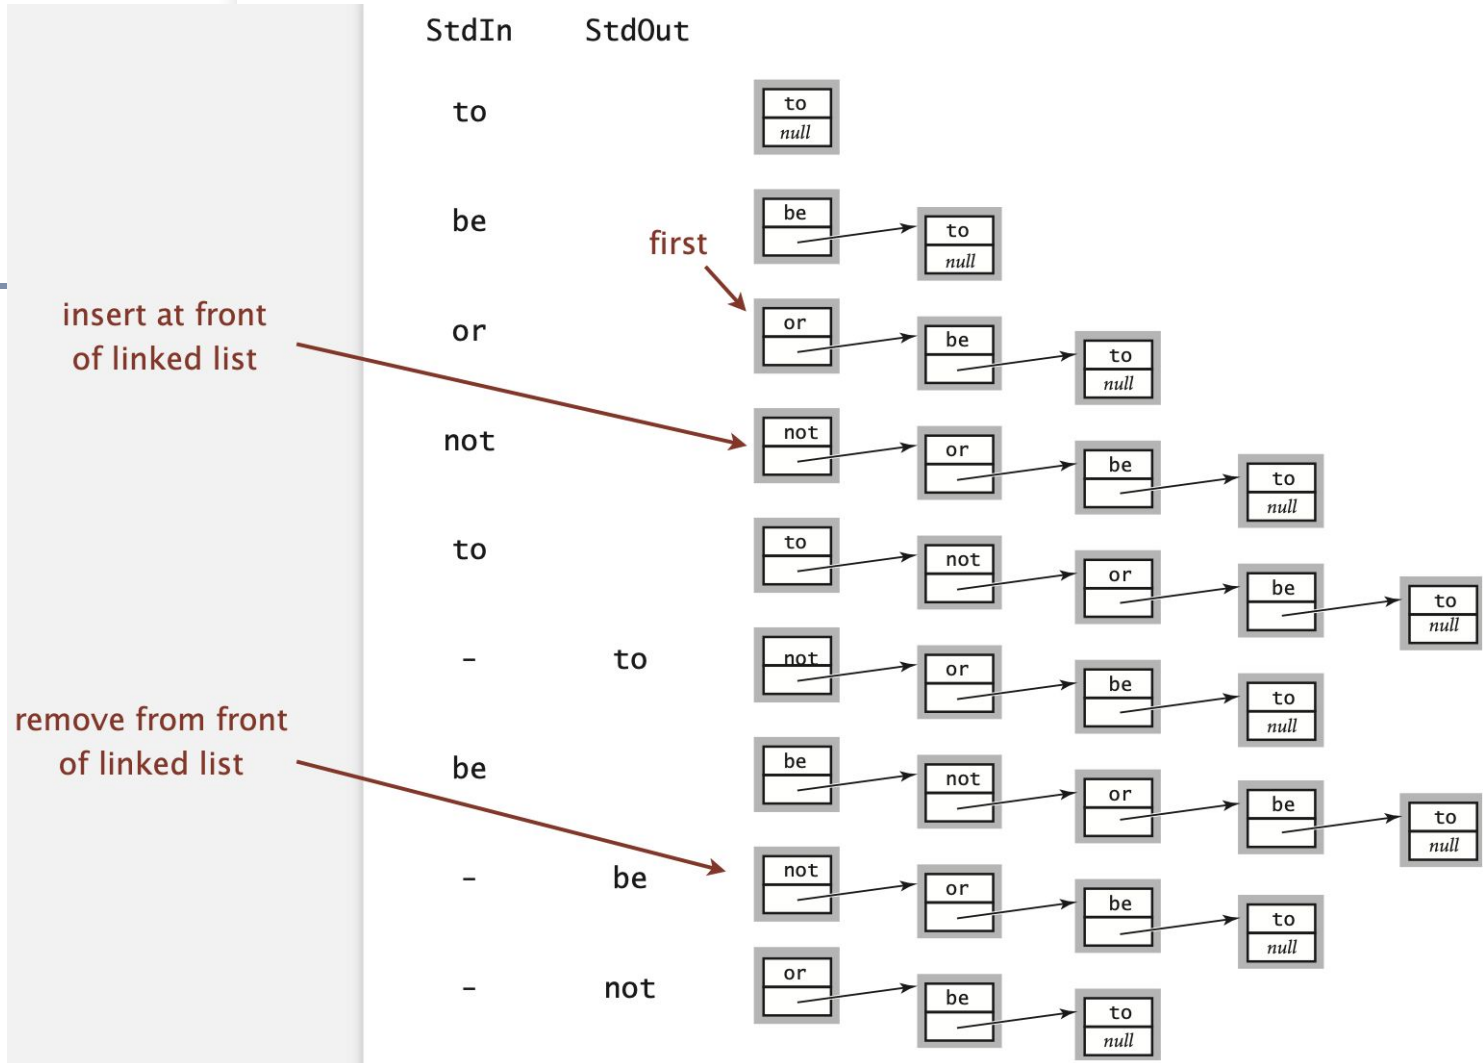 StdIn StdOut
to
to
null
be
be
to
null
first
insert at front
of linked list
or
or
be
to
null
not
not
or
be
to
null
to
to
not
or
be
to
null
- to
not
or
be
to
null
remove from front
of linked list
be
be
not
or
be
to
null
- be
not
or
be
to
null
- not
or
be
to
null